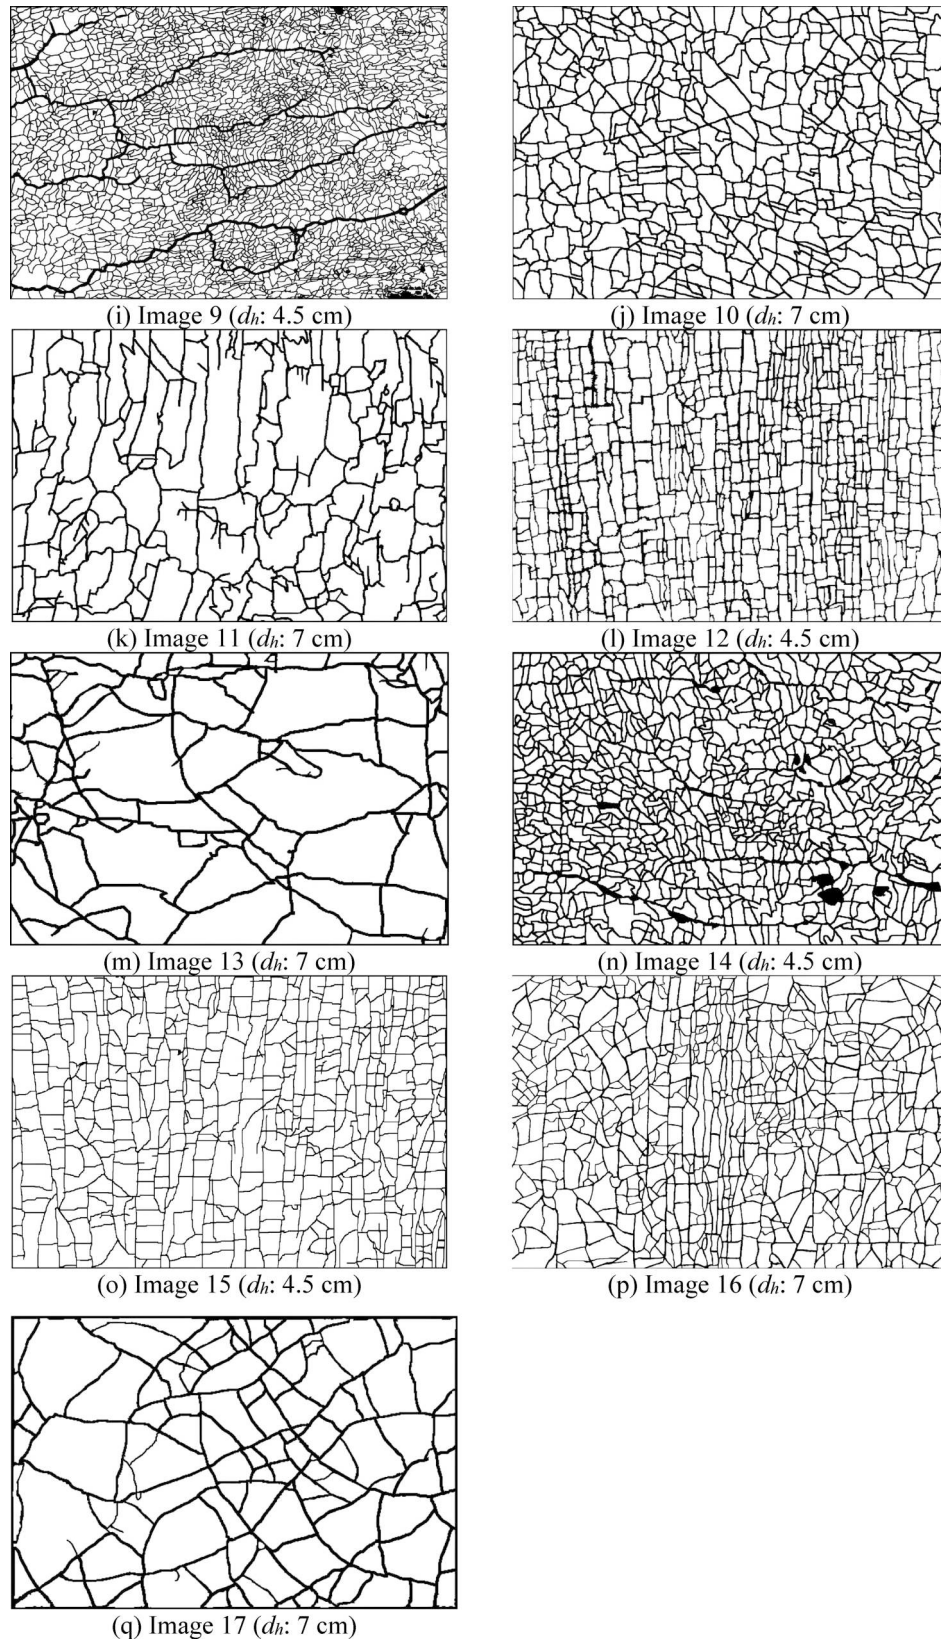 (i) Image 9 (dh: 4.5 cm)
(j) Image 10 (dh: 7 cm)
(k) Image 11 (dh: 7 cm)
(l) Image 12 (dh: 4.5 cm)
(m) Image 13 (dh: 7 cm)
(n) Image 14 (dh: 4.5 cm)
(o) Image 15 (dh: 4.5 cm)
(p) Image 16 (dh: 7 cm)
(q) Image 17 (dh: 7 cm)